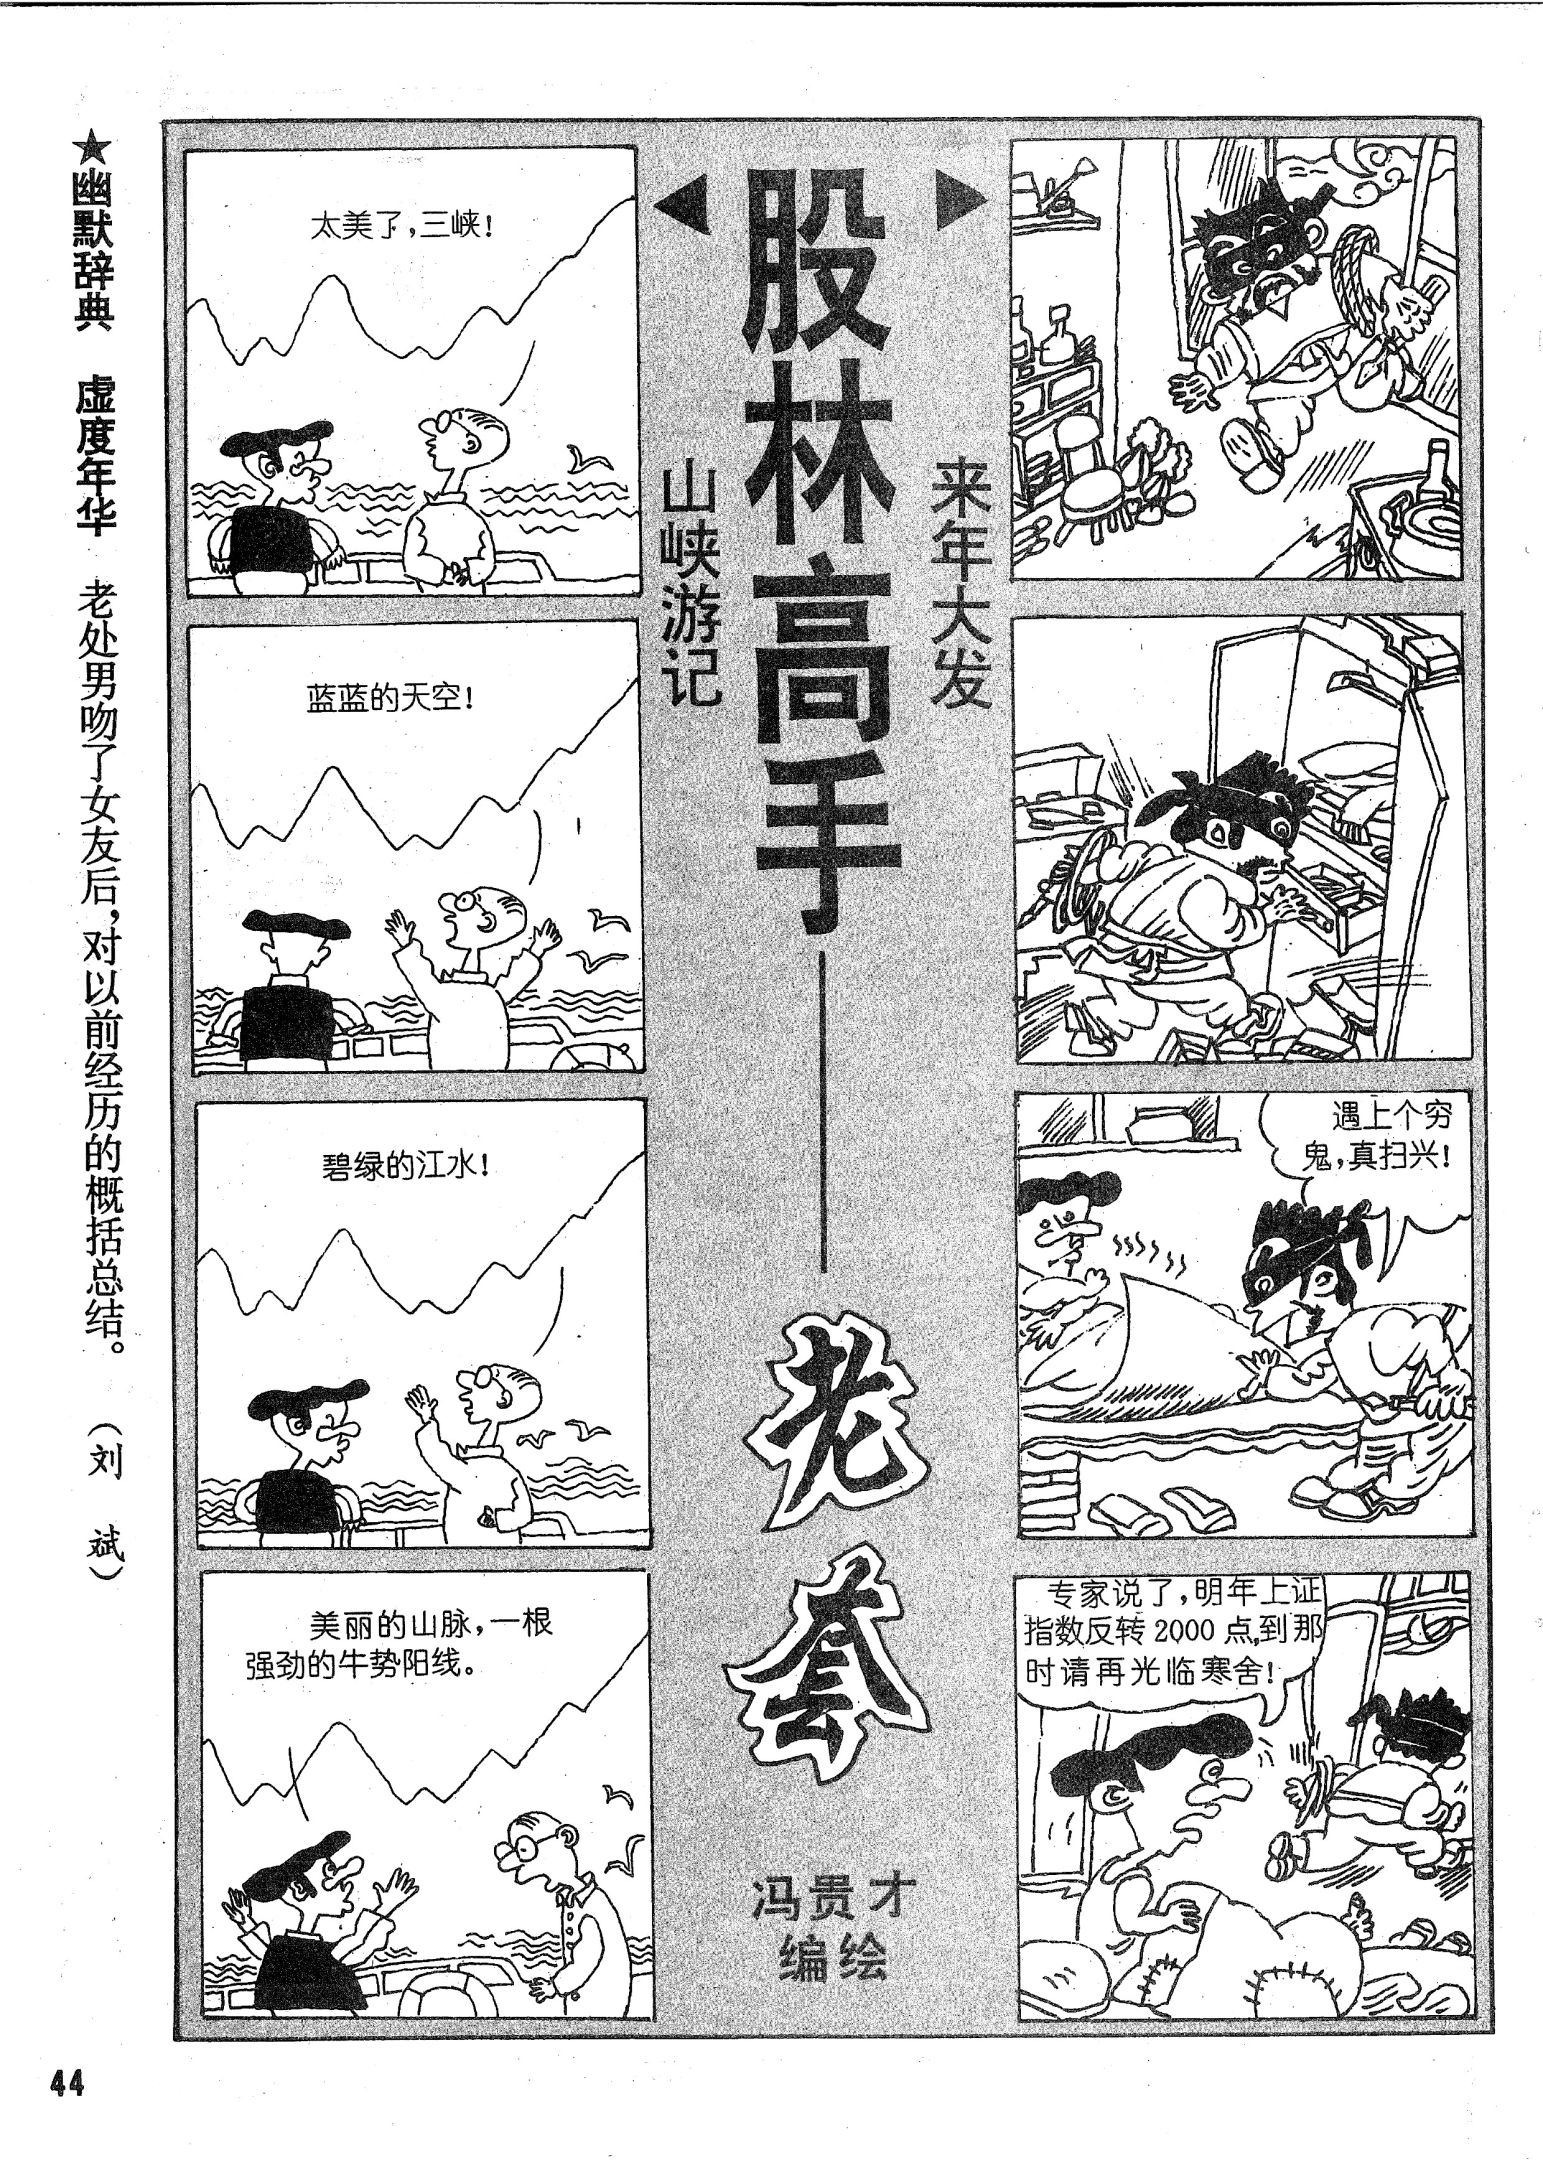 ★幽默辞典 虚度年华 老处男吻了女友后，对以前经历的概括总结。 （刘 斌）
股林高手——老套
冯贵才
编绘
山峡游记
太美了，三峡！
蓝蓝的天空！
碧绿的江水！
美丽的山脉，一根
强劲的牛势阳线。
来年大发
遇上个穷
鬼，真扫兴！
专家说了，明年上证
指数反转2000点，到那
时请再光临寒舍！
44